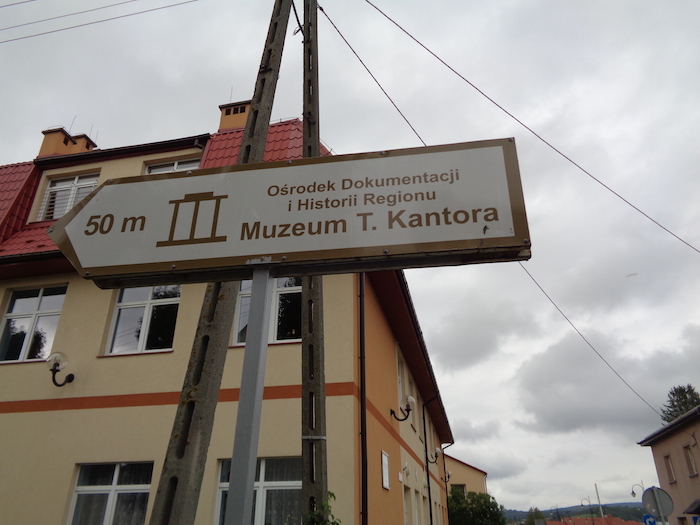 50 m
Ośrodek Dokumentacji
i Historii Regionu
Muzeum T. Kantora